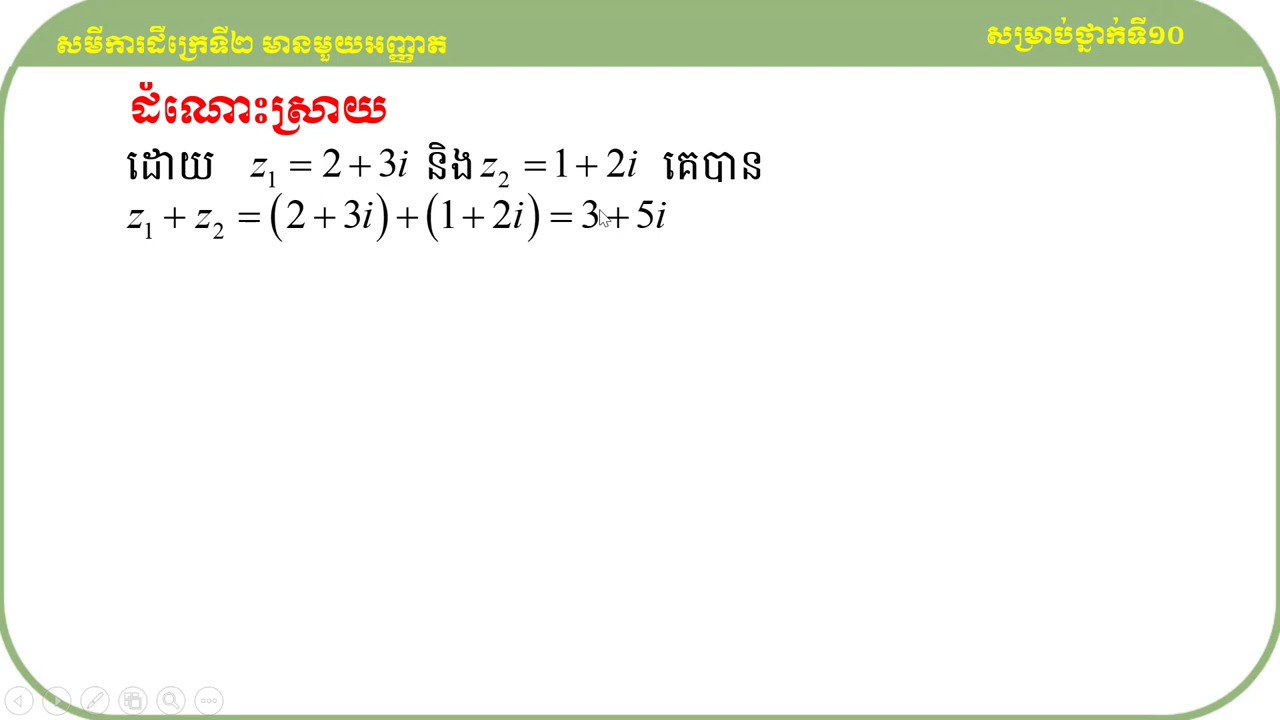 សមីការដឺក្រេទី២ មានមួយអញ្ញាត
សម្រាប់ថ្នាក់ទី១០
ដំណោះស្រាយ
ដោយ z₁ = 2 + 3i និង z₂ = 1 + 2i គេបាន
z₁ + z₂ = (2 + 3i) + (1 + 2i) = 3 + 5i